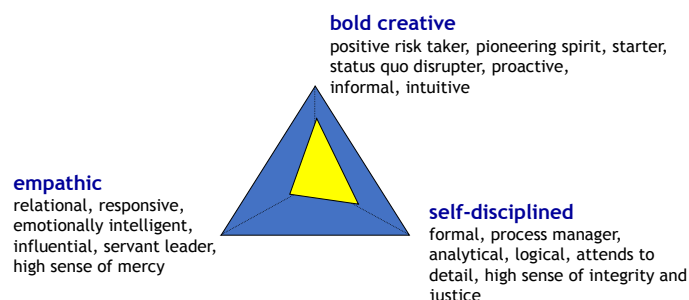 bold creative
positive risk taker, pioneering spirit, starter,
status quo disrupter, proactive,
informal, intuitive
empathic
relational, responsive,
emotionally intelligent,
influential, servant leader,
high sense of mercy
self-disciplined
formal, process manager,
analytical, logical, attends to
detail, high sense of integrity and
justice